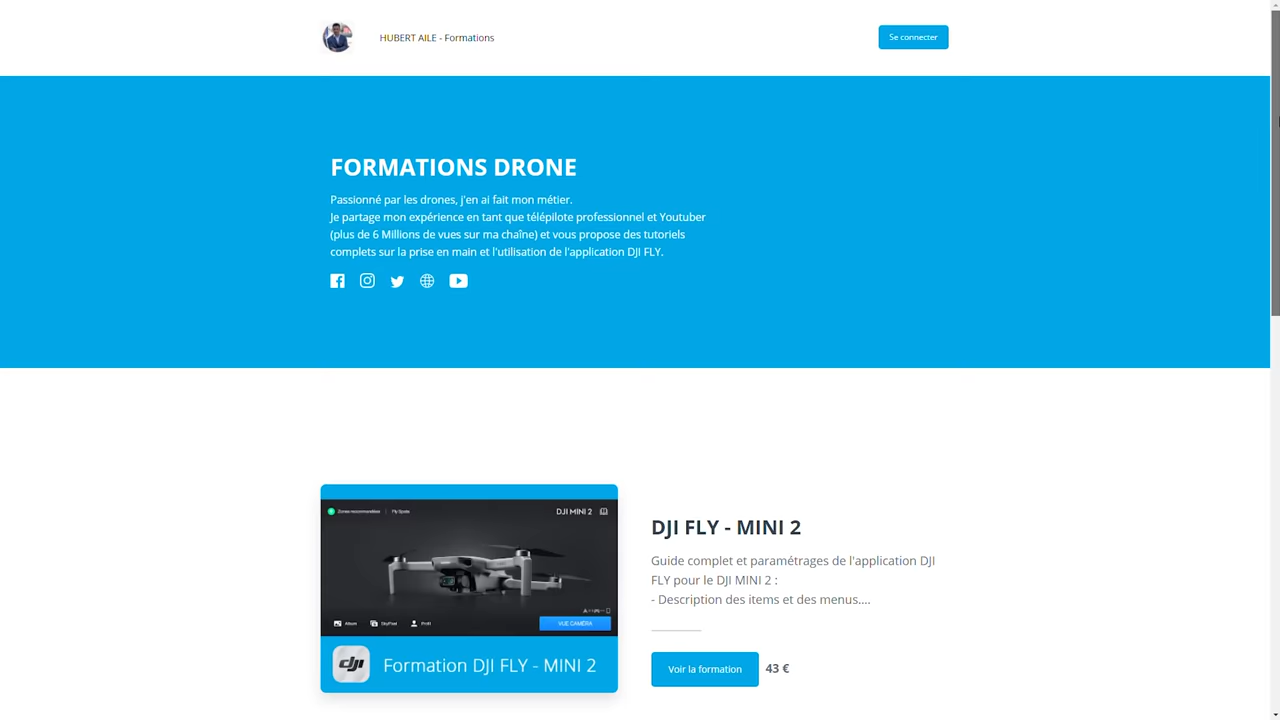 HUBERT AILE - Formations
Se connecter
FORMATIONS DRONE
Passionné par les drones, j'en ai fait mon métier.
Je partage mon expérience en tant que télépilote professionnel et Youtuber
(plus de 6 Millions de vues sur ma chaîne) et vous propose des tutoriels
complets sur la prise en main et l'utilisation de l'application DJI FLY.
Zones recommandées | Fly Spots
DJI MINI 2
Album
SkyPixel
Profil
VUE CAMÉRA
dji
Formation DJI FLY - MINI 2
DJI FLY - MINI 2
Guide complet et paramétrages de l'application DJI
FLY pour le DJI MINI 2 :
- Description des items et des menus....
Voir la formation
43 €